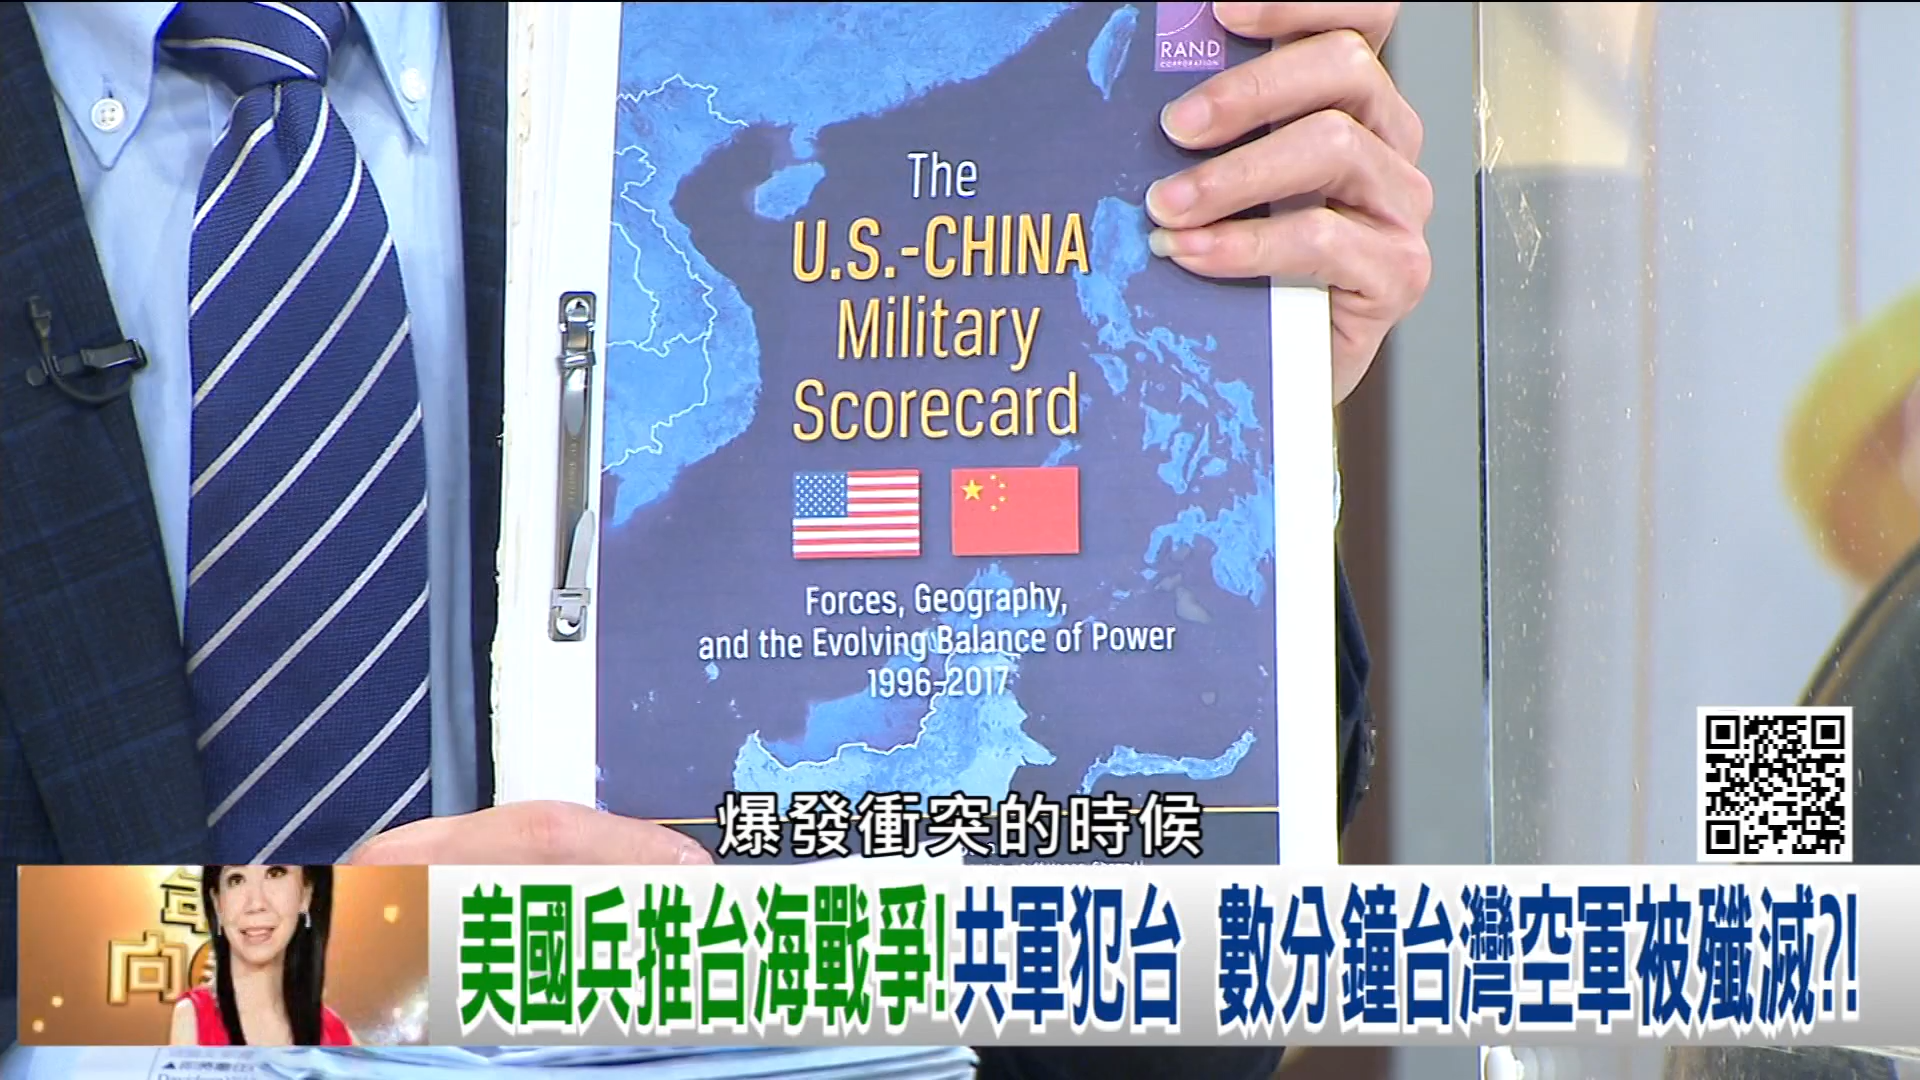 RAND
CORPORATION
The
U.S.-CHINA
Military
Scorecard
Forces, Geography,
and the Evolving Balance of Power
1996–2017
爆發衝突的時候
美國兵推台海戰爭!共軍犯台 數分鐘台灣空軍被殲滅?!
向